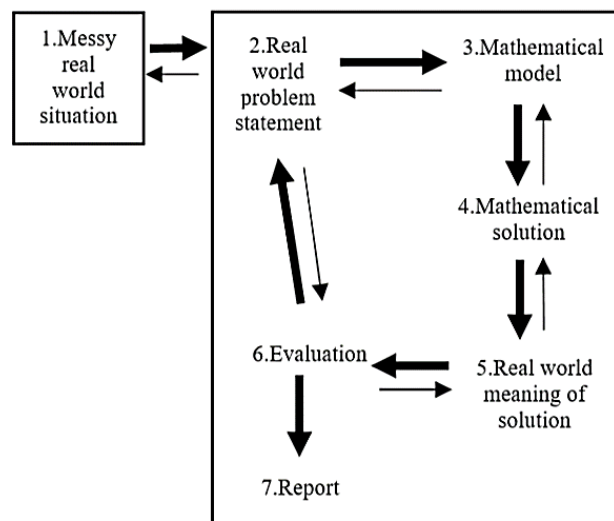 1.Messy
real
world
situation
2.Real
world
problem
statement
3.Mathematical
model
4.Mathematical
solution
5.Real world
meaning of
solution
6.Evaluation
7.Report